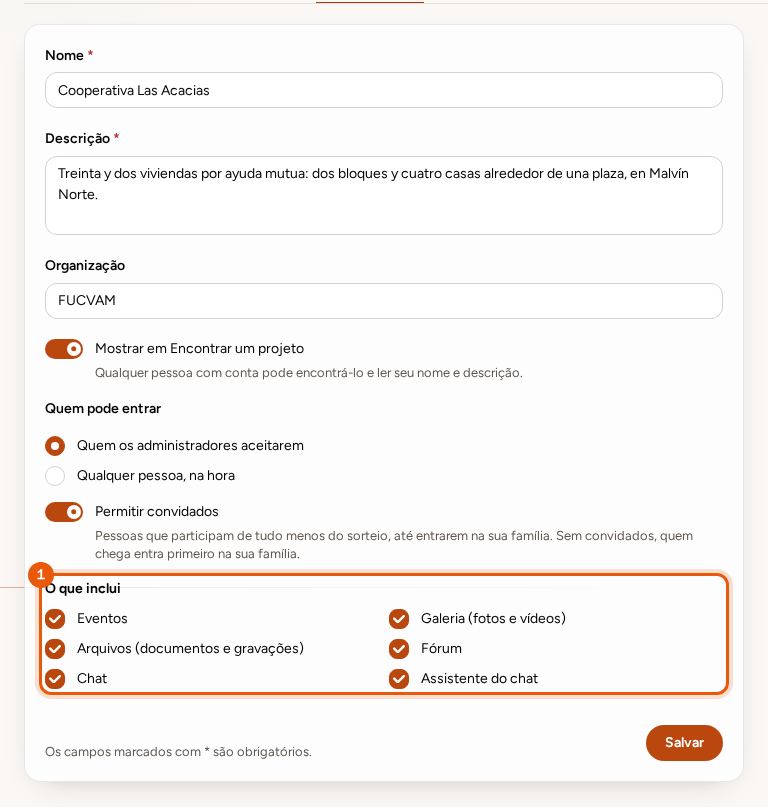 Nome *
Cooperativa Las Acacias
Descrição *
Treinta y dos viviendas por ayuda mutua: dos bloques y cuatro casas alrededor de una plaza, en Malvín
Norte.
Organização
FUCVAM
Mostrar em Encontrar um projeto
Qualquer pessoa com conta pode encontrá-lo e ler seu nome e descrição.
Quem pode entrar
Quem os administradores aceitarem
Qualquer pessoa, na hora
Permitir convidados
Pessoas que participam de tudo menos do sorteio, até entrarem na sua família. Sem convidados, quem
chega entra primeiro na sua família.
1
O que inclui
Eventos
Galeria (fotos e vídeos)
Arquivos (documentos e gravações)
Fórum
Chat
Assistente do chat
Os campos marcados com * são obrigatórios.
Salvar